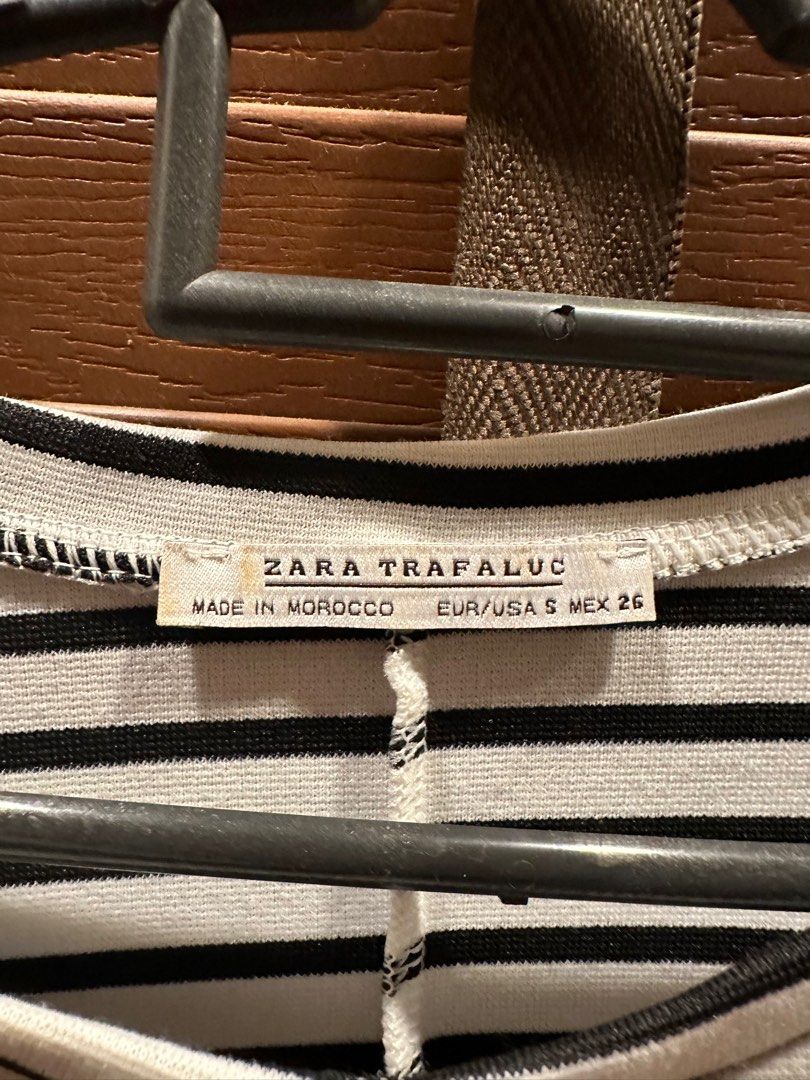 ZARA TRAFALUC
MADE IN MOROCCO EUR/USA S MEX 26